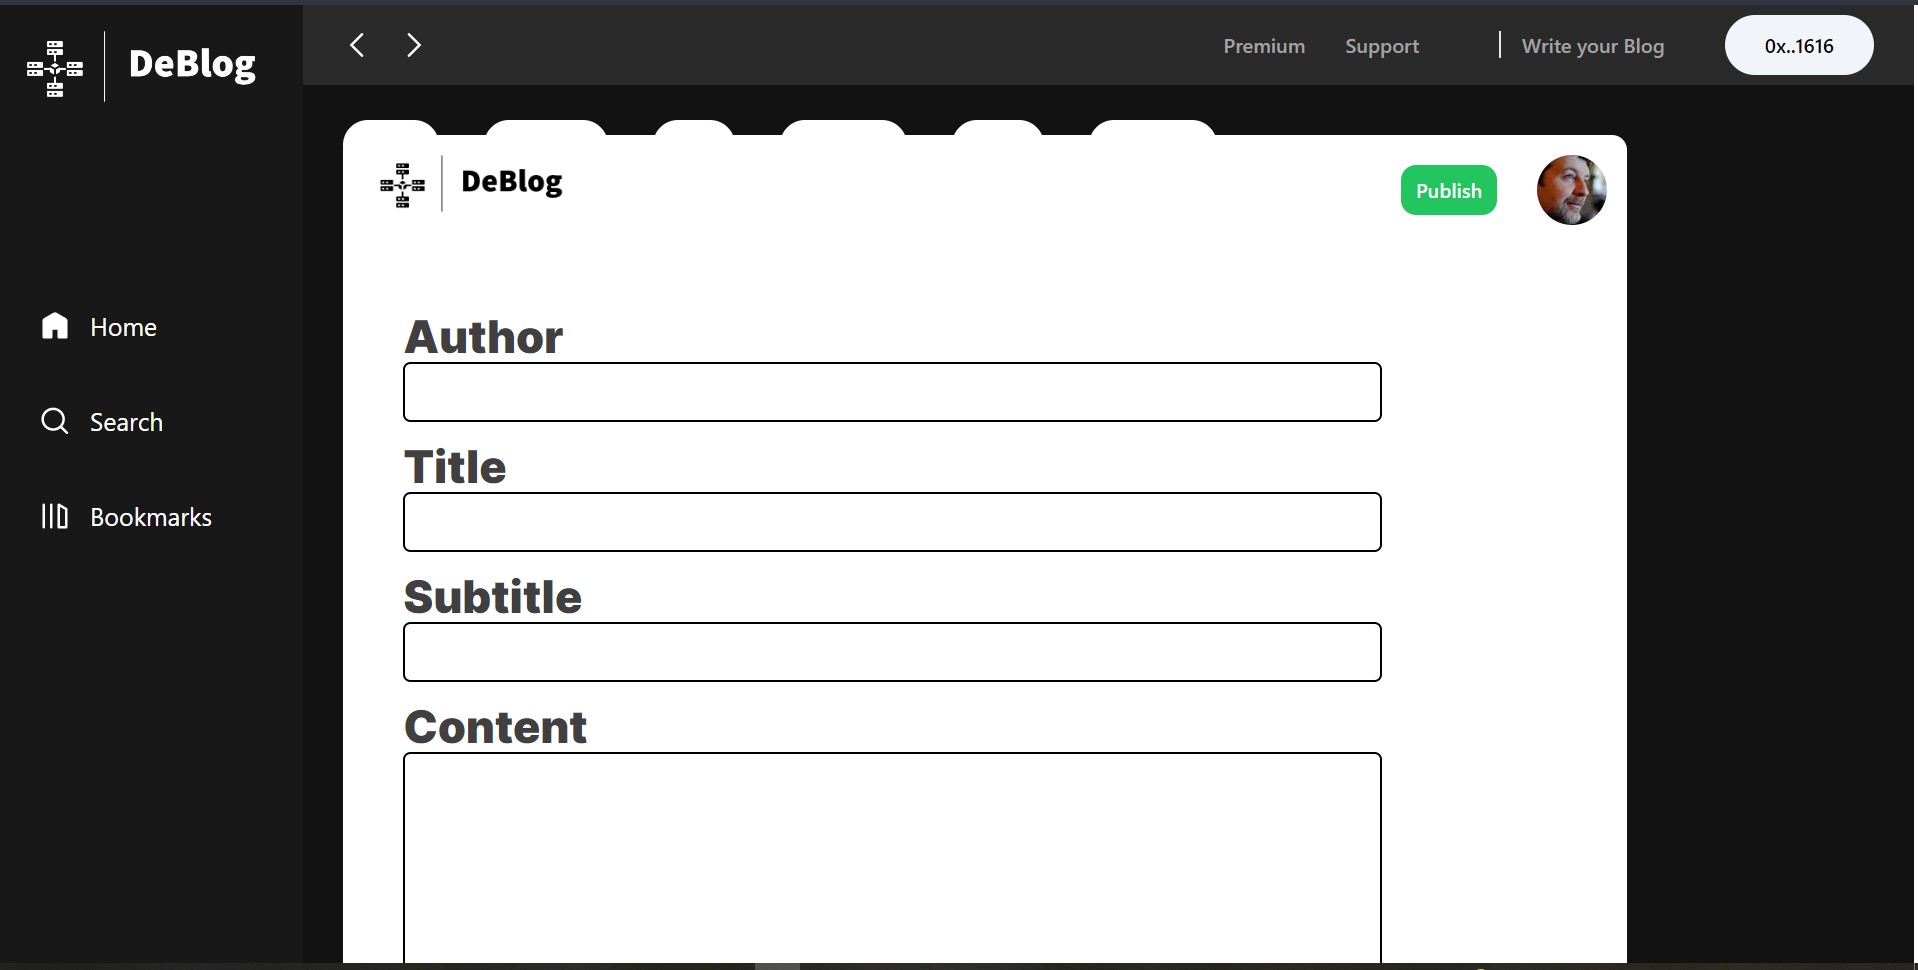 DeBlog
Premium
Support
Write your Blog
0x..1616
Home
Search
Bookmarks
DeBlog
Publish
Author
Title
Subtitle
Content